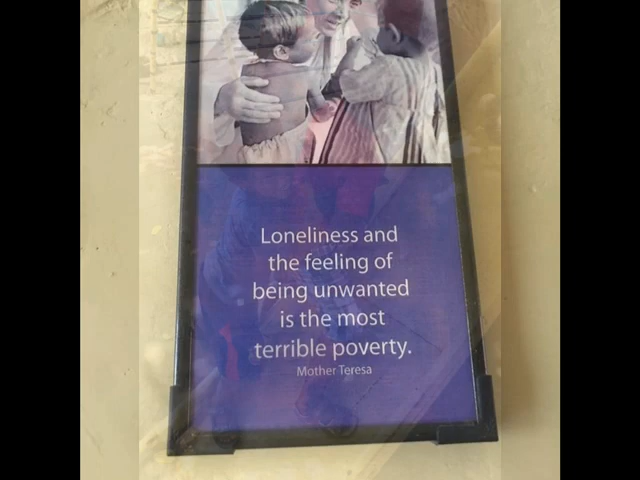 Loneliness and
the feeling of
being unwanted
is the most
terrible poverty.
Mother Teresa